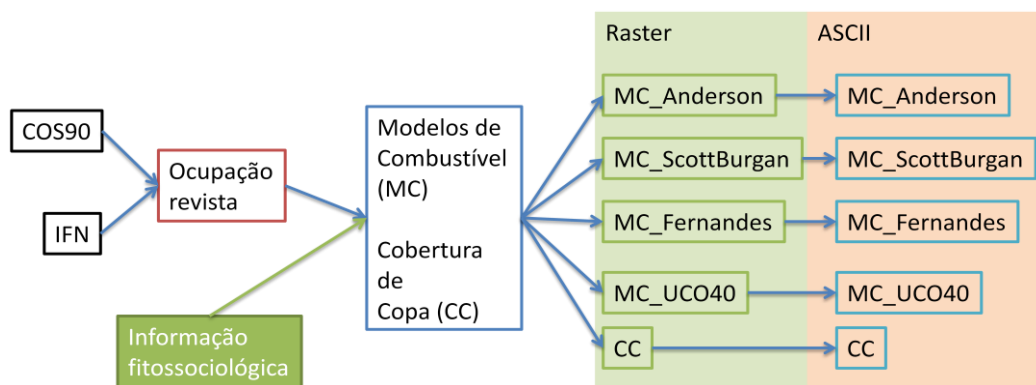 COS90
IFN
Ocupação
revista
Informação
fitossociológica
Modelos de
Combustível
(MC)
Cobertura
de
Copa (CC)
Raster
MC_Anderson
MC_ScottBurgan
MC_Fernandes
MC_UCO40
CC
ASCII
MC_Anderson
MC_ScottBurgan
MC_Fernandes
MC_UCO40
CC